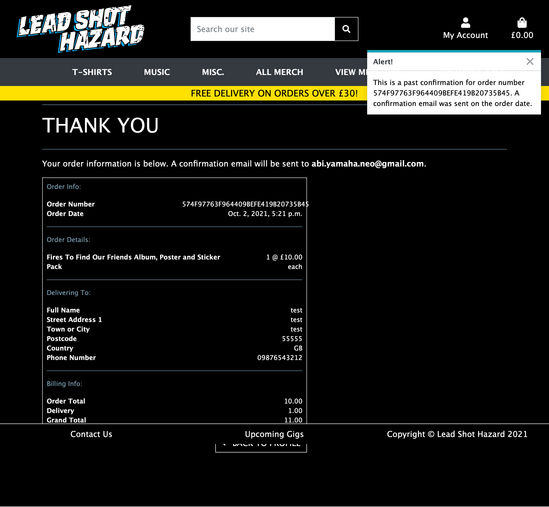 LEAD SHOT
HAZARD
Search our site
My Account
£0.00
T-SHIRTS MUSIC MISC. ALL MERCH VIEW
FREE DELIVERY ON ORDERS OVER £30!
Alert!
This is a past confirmation for order number
574F97763F964409BEFE419B20735B45. A
confirmation email was sent on the order date.
THANK YOU
Your order information is below. A confirmation email will be sent to abi.yamaha.neo@gmail.com.
Order Info:
Order Number 574F97763F964409BEFE419B20735B45
Order Date Oct. 2, 2021, 5:21 p.m.
Order Details:
Fires To Find Our Friends Album, Poster and Sticker 1 @ £10.00
Pack each
Delivering To:
Full Name test
Street Address 1 test
Town or City test
Postcode 55555
Country GB
Phone Number 09876543212
Billing Info:
Order Total 10.00
Delivery 1.00
Grand Total 11.00
Contact Us Upcoming Gigs Copyright © Lead Shot Hazard 2021
BACK TO PROFILE